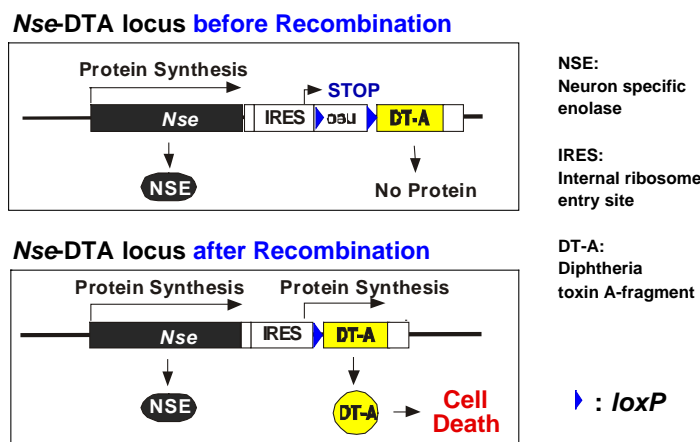 Nse-DTA locus before Recombination
Protein Synthesis
STOP
Nse
IRES
DT-A
NSE
No Protein
NSE:
Neuron specific
enolase
IRES:
Internal ribosome
entry site
DT-A:
Diphtheria
toxin A-fragment
Nse-DTA locus after Recombination
Protein Synthesis
Protein Synthesis
Nse
IRES
DT-A
NSE
DT-A
Cell
Death
: loxP